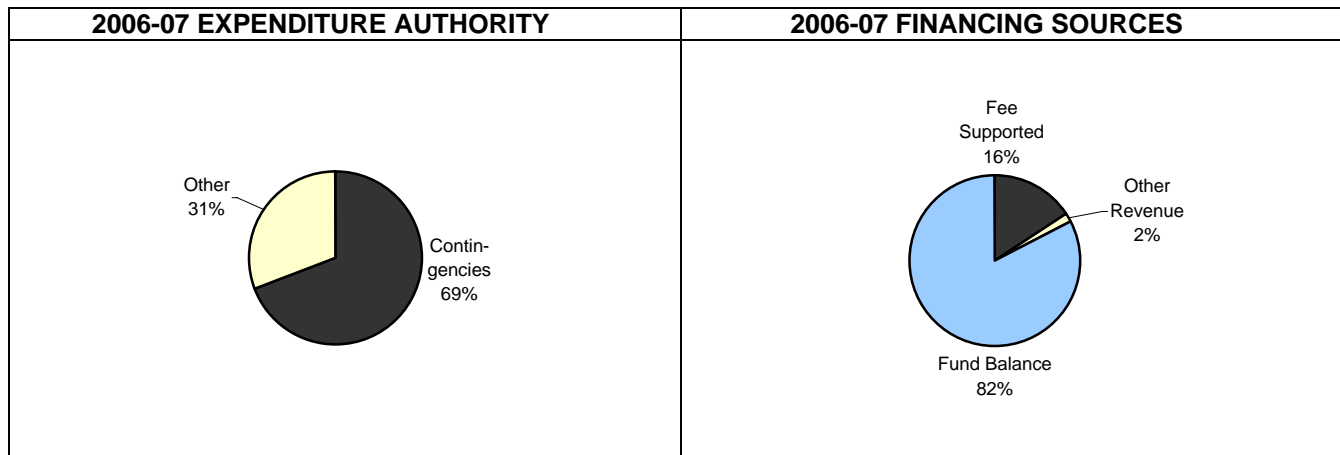 2006-07 EXPENDITURE AUTHORITY
2006-07 FINANCING SOURCES
Other
31%
Contin-
gencies
69%
Fee
Supported
16%
Other
Revenue
2%
Fund Balance
82%